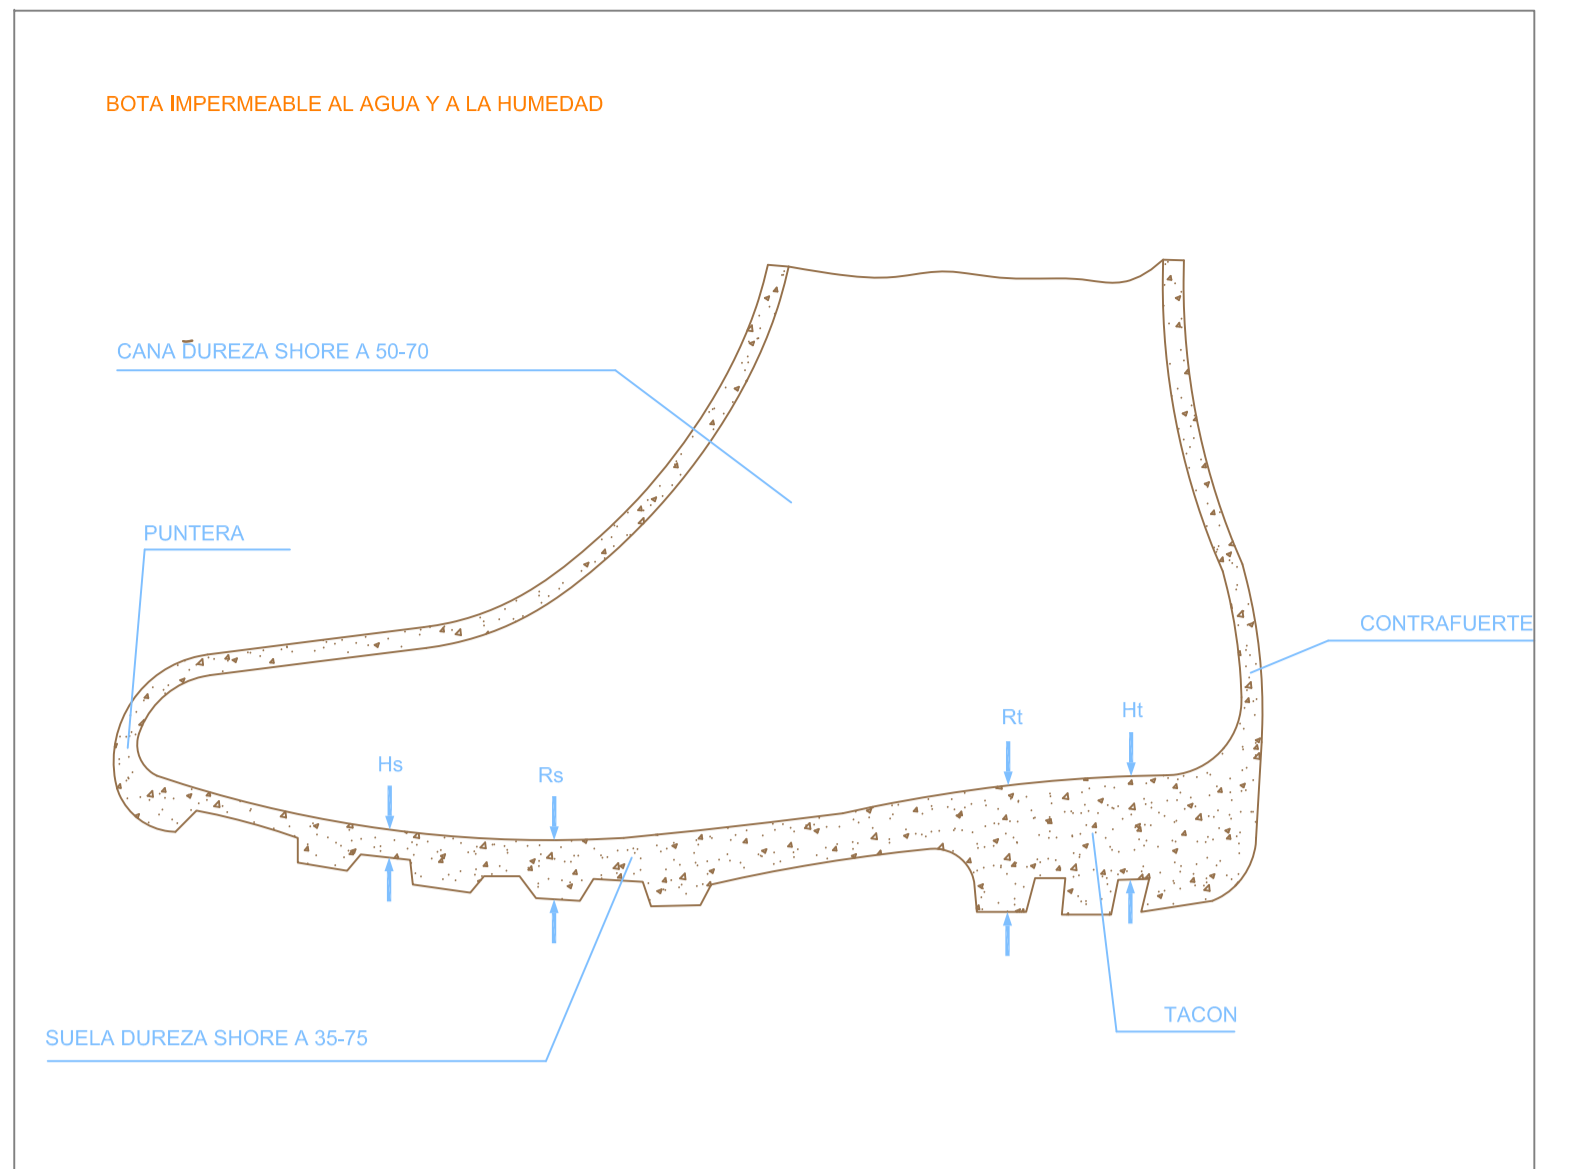 BOTA IMPERMEABLE AL AGUA Y A LA HUMEDAD
CANA DUREZA SHORE A 50-70
PUNTERA
CONTRAFUERTE
Rt
Ht
Hs
Rs
TACON
SUELA DUREZA SHORE A 35-75